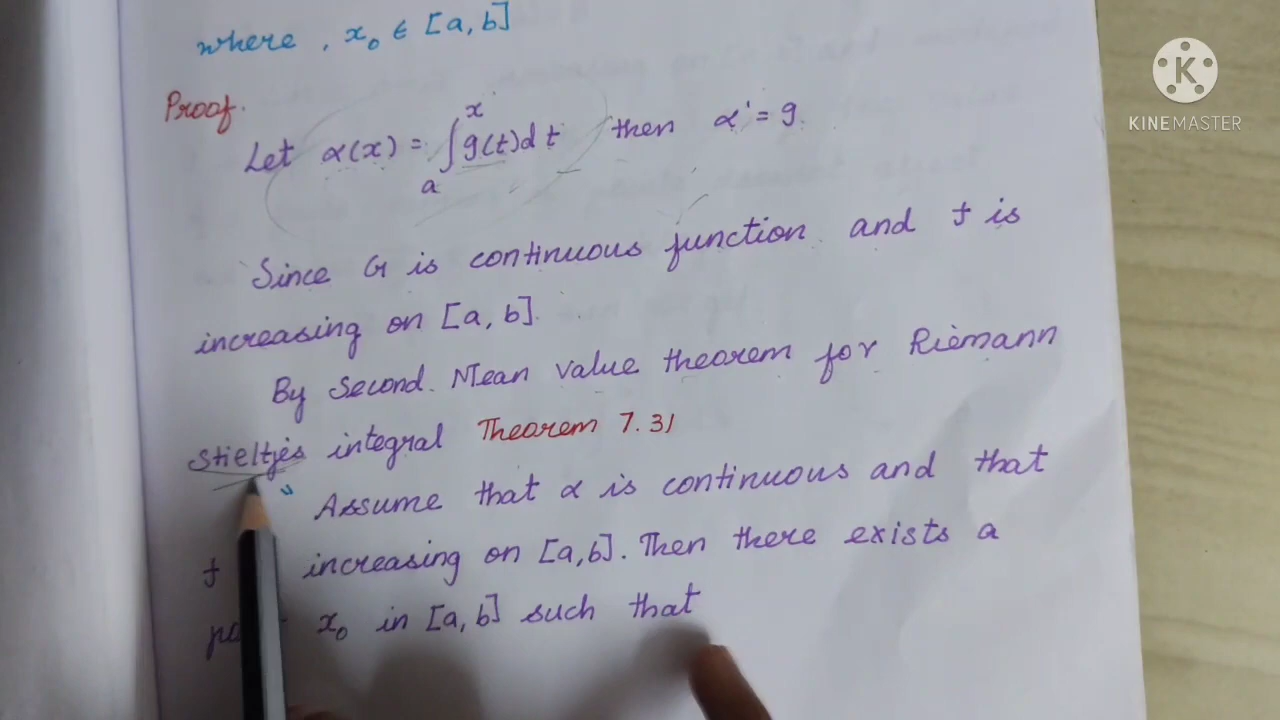 where, x₀ ∈ [a, b]
Proof.
Let α(x) = ∫ₐˣ g(t)dt then α' = g
Since G is continuous function and f is
increasing on [a, b].
By Second Mean Value theorem for Riemann
Stieltjes integral Theorem 7.31
" Assume that α is continuous and that
f increasing on [a,b]. Then there exists a
x₀ in [a,b] such that
K
KINEMASTER